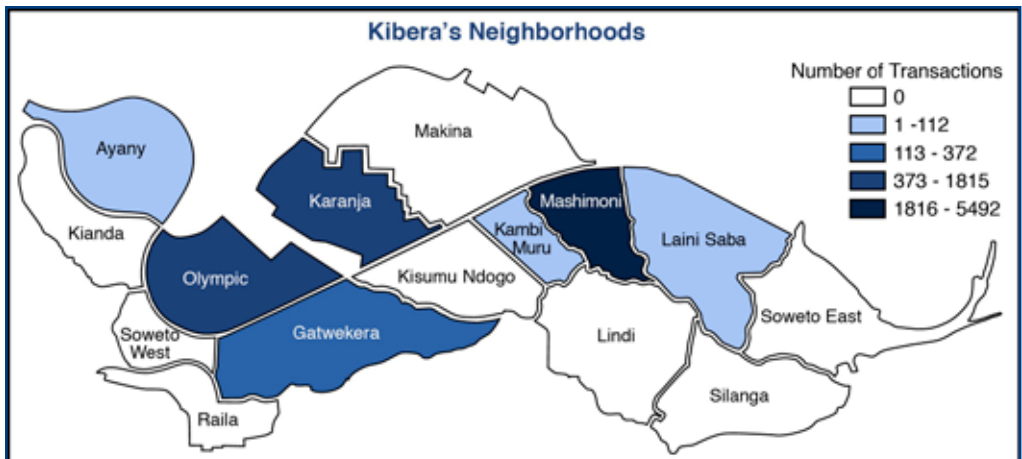 Kibera's Neighborhoods
Number of Transactions
0
1 -112
113 - 372
373 - 1815
1816 - 5492
Makina
Ayany
Karanja
Mashimoni
Kianda
Kambi
Muru
Laini Saba
Olympic
Kisumu Ndogo
Soweto East
Gatwekera
Lindi
Soweto
West
Silanga
Raila